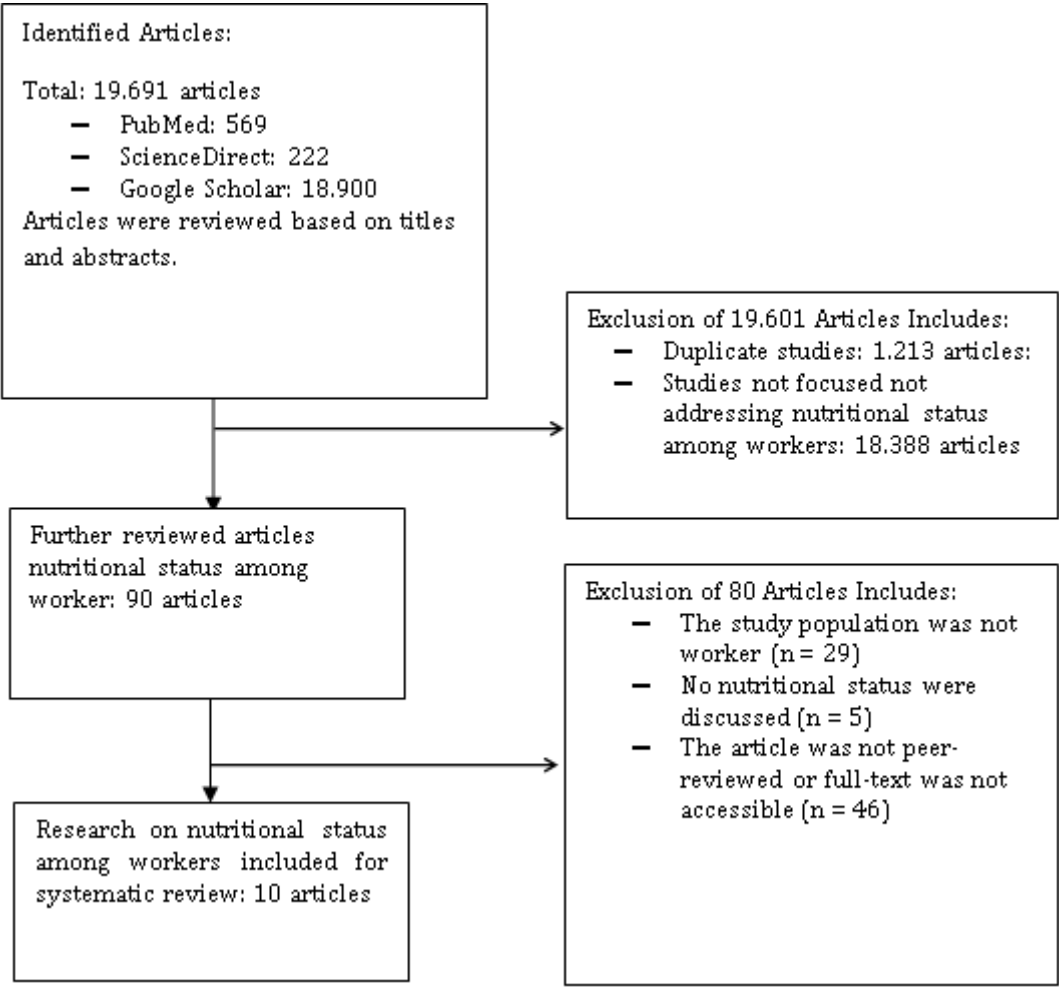 Identified Articles:
Total: 19.691 articles
– PubMed: 569
– ScienceDirect: 222
– Google Scholar: 18.900
Articles were reviewed based on titles
and abstracts.
Exclusion of 19.601 Articles Includes:
– Duplicate studies: 1.213 articles:
– Studies not focused not
addressing nutritional status
among workers: 18.388 articles
Further reviewed articles
nutritional status among
worker: 90 articles
Exclusion of 80 Articles Includes:
– The study population was not
worker (n = 29)
– No nutritional status were
discussed (n = 5)
– The article was not peer-
reviewed or full-text was not
accessible (n = 46)
Research on nutritional status
among workers included for
systematic review: 10 articles